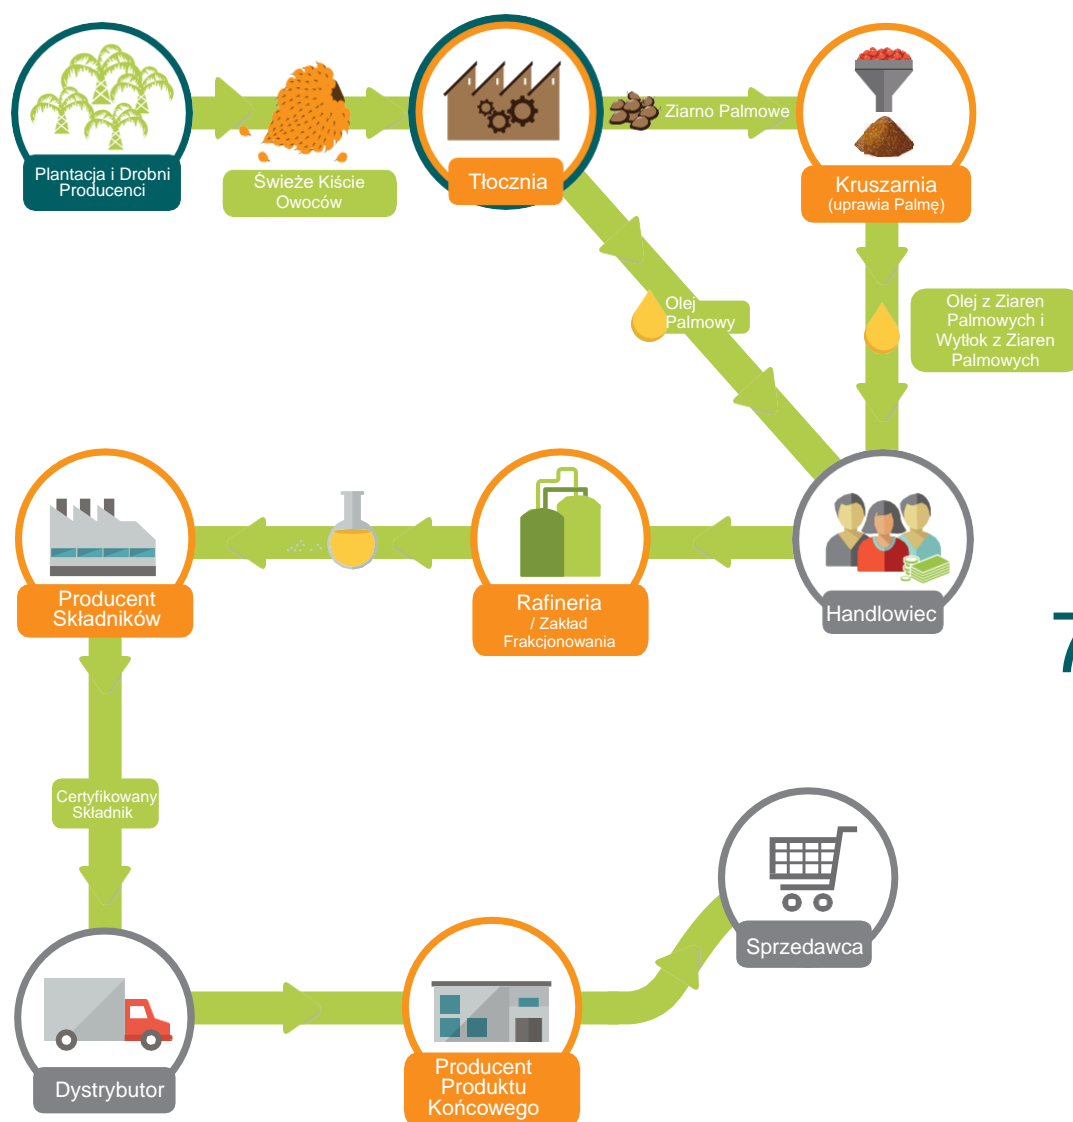 Plantacja i Drobni
Producenci
Świeże Kiście
Owoców
Tłocznia
Ziarno Palmowe
Kruszarnia
(uprawia Palmę)
Olej
Palmowy
Olej z Ziaren
Palmowych i
Wytłok z Ziaren
Palmowych
Producent
Składników
Rafineria
/ Zakład
Frakcjonowania
Handlowiec
7
Certyfikowany
Składnik
Sprzedawca
Dystrybutor
Producent
Produktu
Końcowego